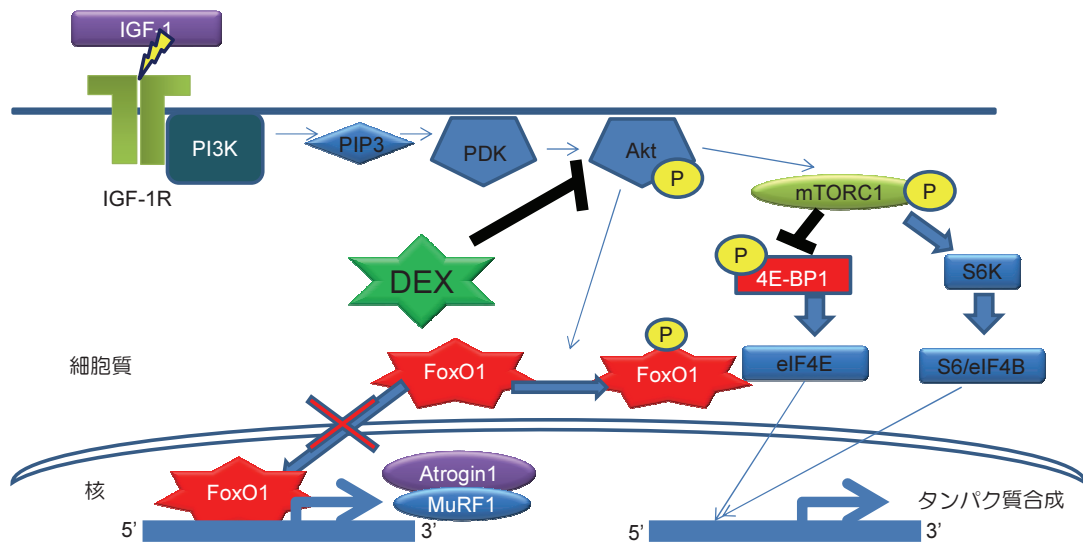 IGF-1
IGF-1R
PI3K
PIP3
PDK
Akt
P
mTORC1
P
DEX
P
4E-BP1
S6K
細胞質
FoxO1
P
FoxO1
eIF4E
S6/eIF4B
核
FoxO1
Atrogin1
MuRF1
5’
3’
5’
3’
タンパク質合成